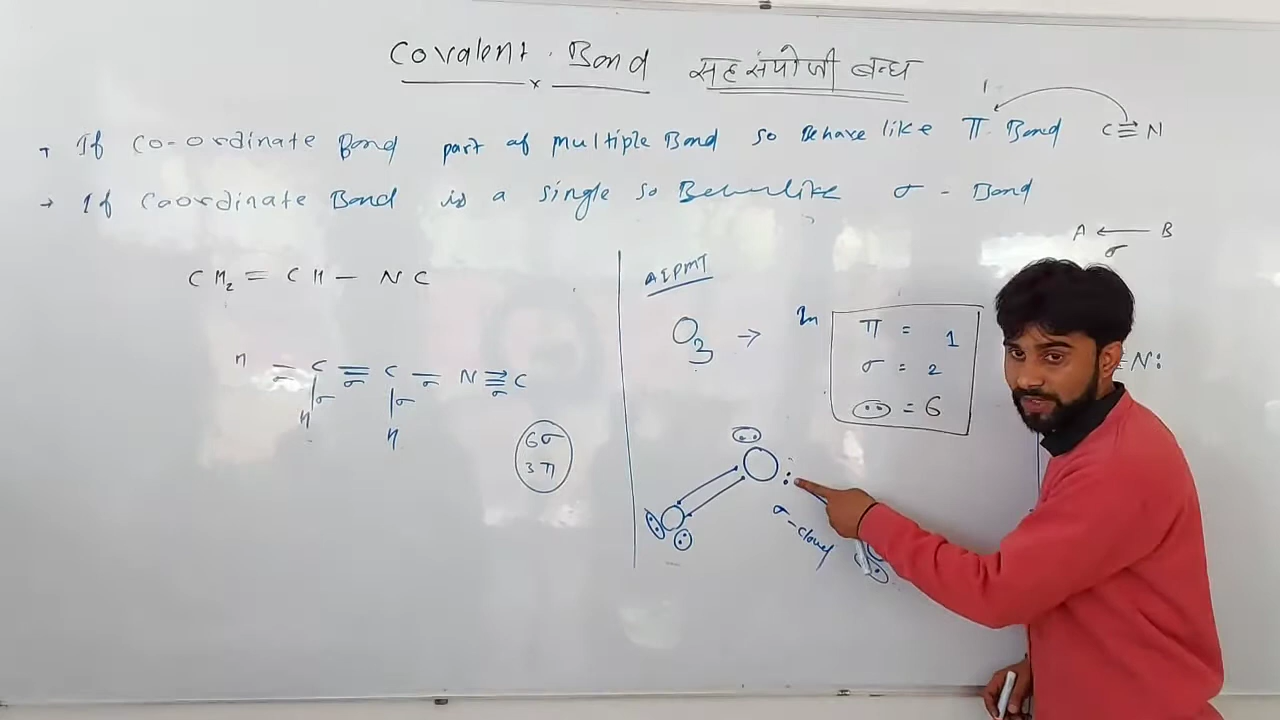 Covalent Bond सहसंयोजी बन्ध
If Co-ordinate Bond part of multiple Bond so Behave like π Bond C≡N
→ If Coordinate Bond is a single so Behave like σ - Bond
A ← B
σ
CH₂ = CH - NC
AIPMT
O₃ →
π = 1
σ = 2
= 6
H C = C - N ≡ C
σ σ σ
σ σ
H H
6σ
3π
N:
σ-cloud